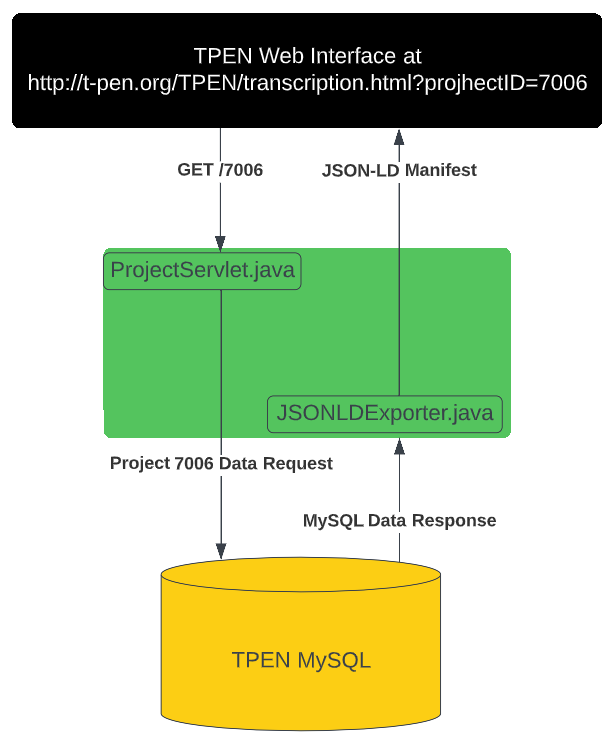 TPEN Web Interface at
http://t-pen.org/TPEN/transcription.html?projhectID=7006
GET /7006
JSON-LD Manifest
ProjectServlet.java
JSONLDExporter.java
Project 7006 Data Request
MySQL Data Response
TPEN MySQL